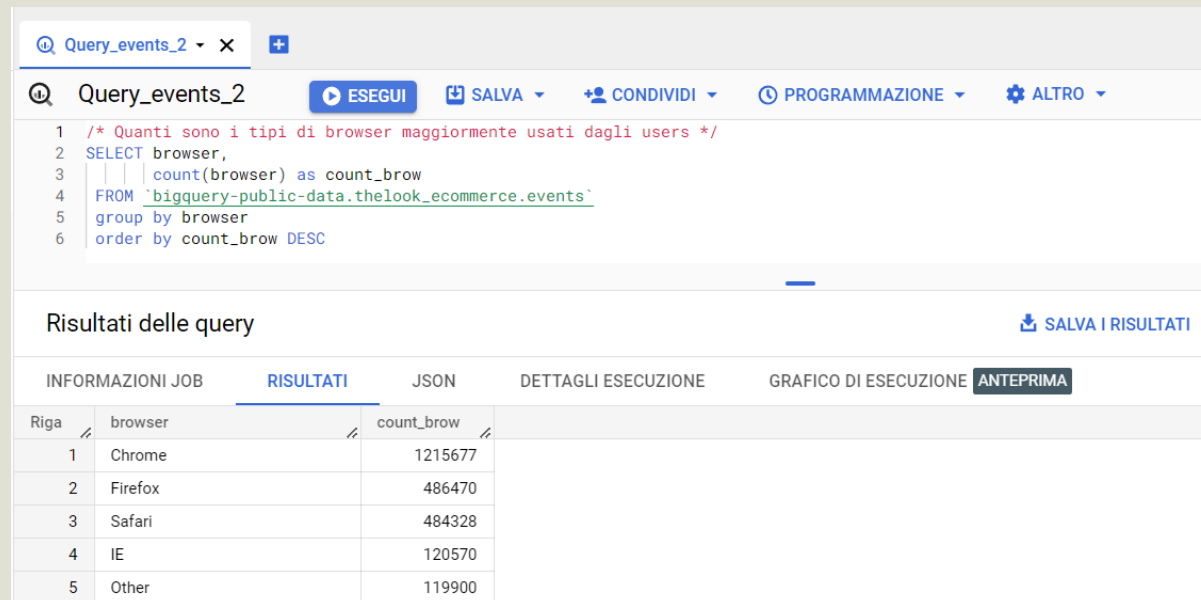 Query_events_2
Query_events_2 ESEGUI SALVA CONDIVIDI PROGRAMMAZIONE ALTRO
1 /* Quanti sono i tipi di browser maggiormente usati dagli users */
2 SELECT browser,
3 count(browser) as count_brow
4 FROM `bigquery-public-data.thelook_ecommerce.events`
5 group by browser
6 order by count_brow DESC
Risultati delle query SALVA I RISULTATI
INFORMAZIONI JOB RISULTATI JSON DETTAGLI ESECUZIONE GRAFICO DI ESECUZIONE ANTEPRIMA
Riga browser count_brow
1 Chrome 1215677
2 Firefox 486470
3 Safari 484328
4 IE 120570
5 Other 119900